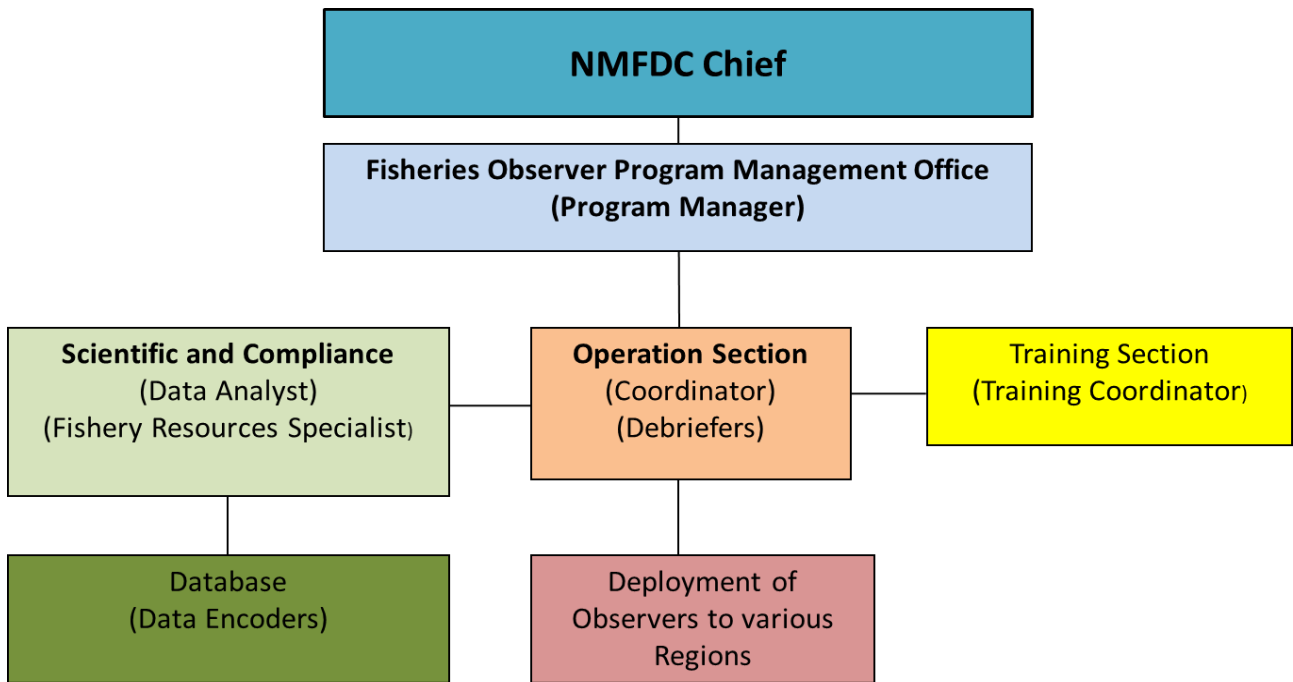 NMFDC Chief
Fisheries Observer Program Management Office
(Program Manager)
Scientific and Compliance
(Data Analyst)
(Fishery Resources Specialist)
Operation Section
(Coordinator)
(Debriefers)
Training Section
(Training Coordinator)
Database
(Data Encoders)
Deployment of
Observers to various
Regions